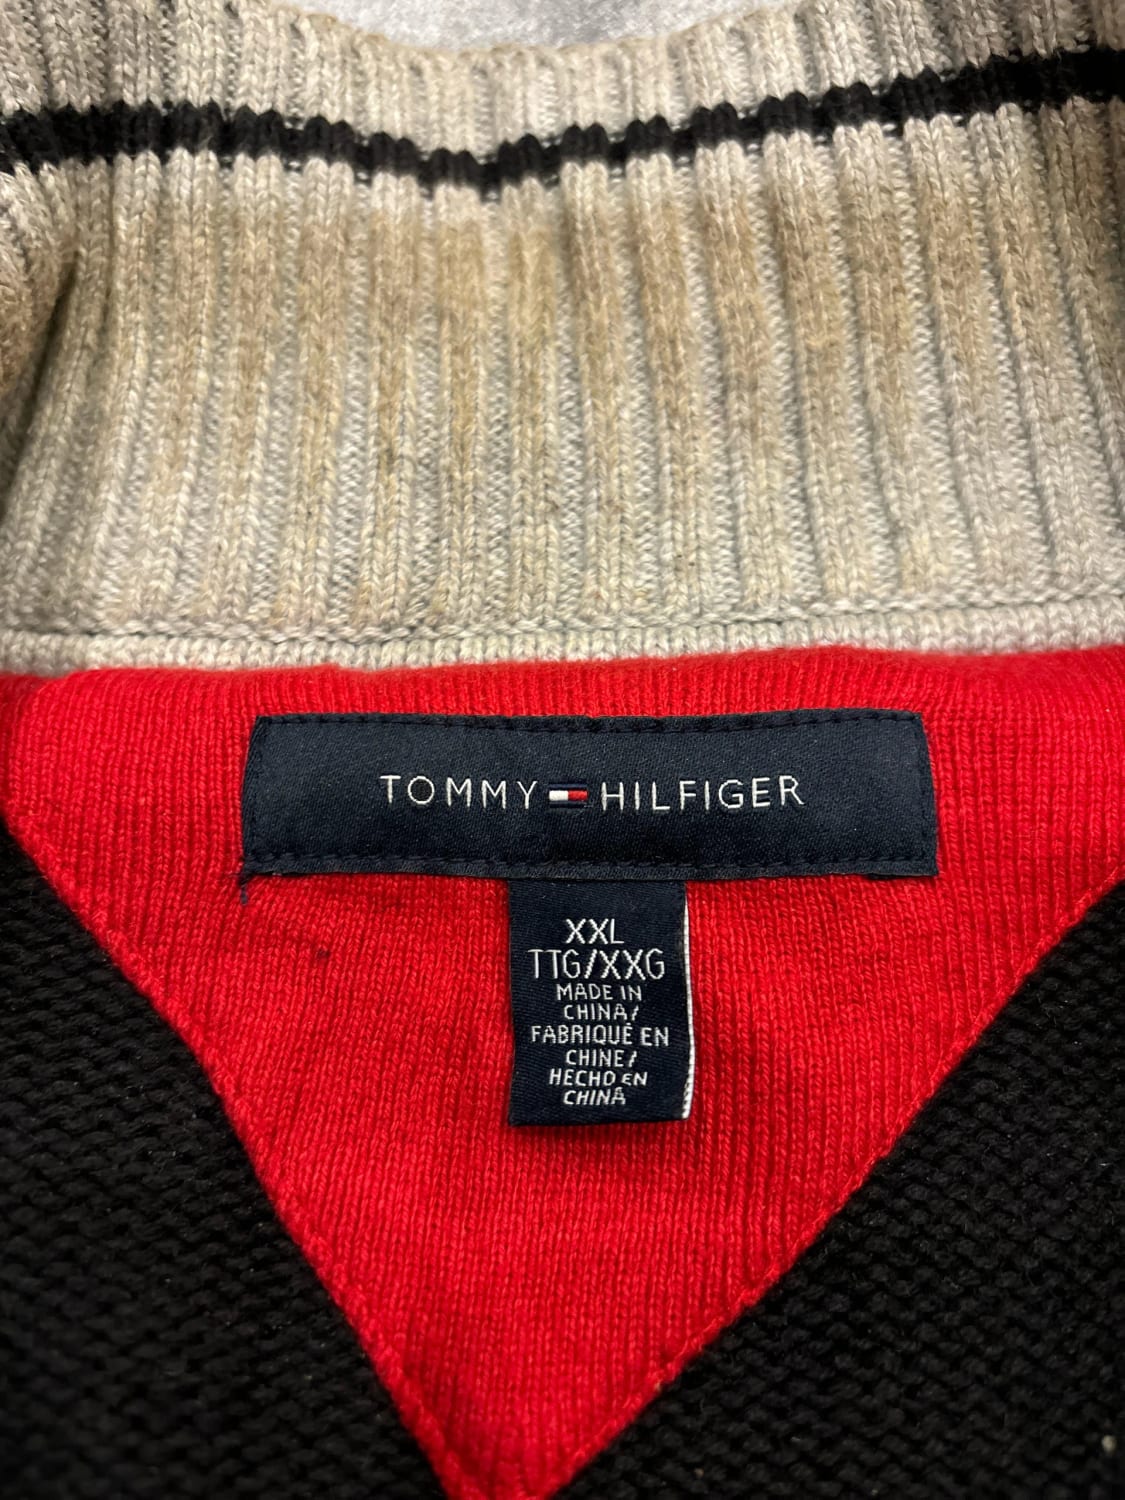 TOMMY HILFIGER
XXL
TTG/XXG
MADE IN
CHINA/
FABRIQUÉ EN
CHINE/
HECHO EN
CHINA